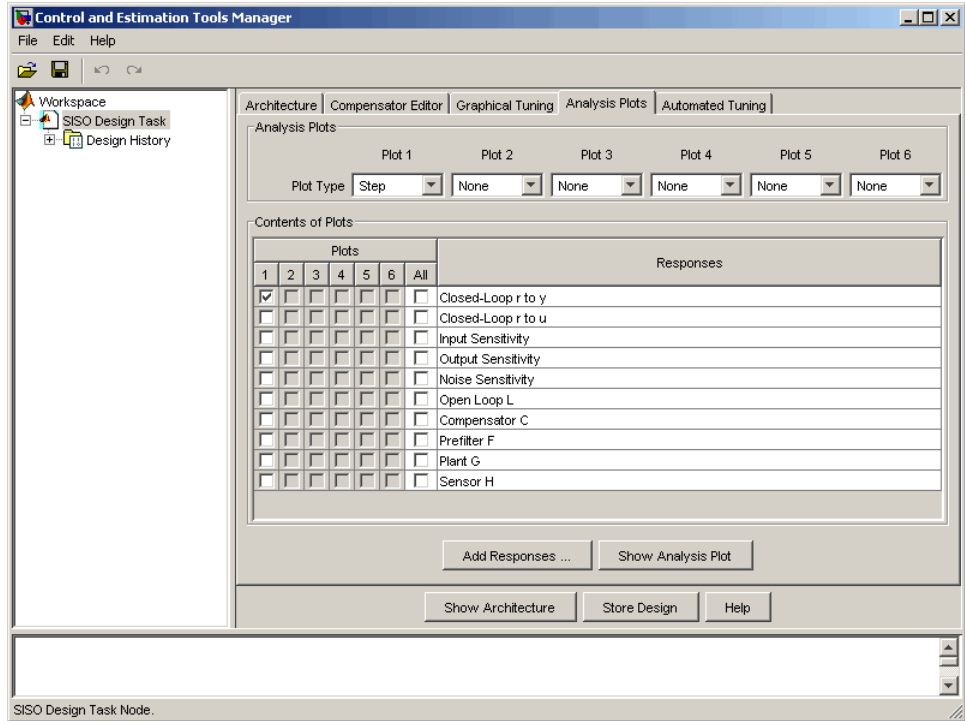 Control and Estimation Tools Manager
File Edit Help
Workspace
SISO Design Task
Design History
Architecture Compensator Editor Graphical Tuning Analysis Plots Automated Tuning
Analysis Plots
Plot 1 Plot 2 Plot 3 Plot 4 Plot 5 Plot 6
Plot Type Step None None None None None
Contents of Plots
Plots
Responses
1 2 3 4 5 6 All
Closed-Loop r to y
Closed-Loop r to u
Input Sensitivity
Output Sensitivity
Noise Sensitivity
Open Loop L
Compensator C
Prefilter F
Plant G
Sensor H
Add Responses ... Show Analysis Plot
Show Architecture Store Design Help
SISO Design Task Node.